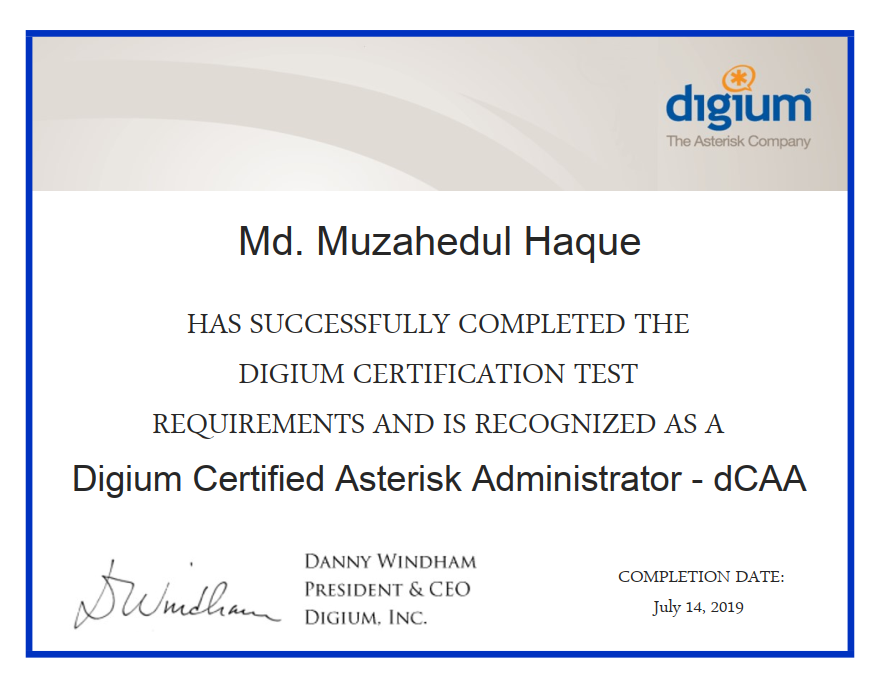 digium
The Asterisk Company
Md. Muzahedul Haque
HAS SUCCESSFULLY COMPLETED THE
DIGIUM CERTIFICATION TEST
REQUIREMENTS AND IS RECOGNIZED AS A
Digium Certified Asterisk Administrator - dCAA
DWindham
DANNY WINDHAM
PRESIDENT & CEO
DIGIUM, INC.
COMPLETION DATE:
July 14, 2019